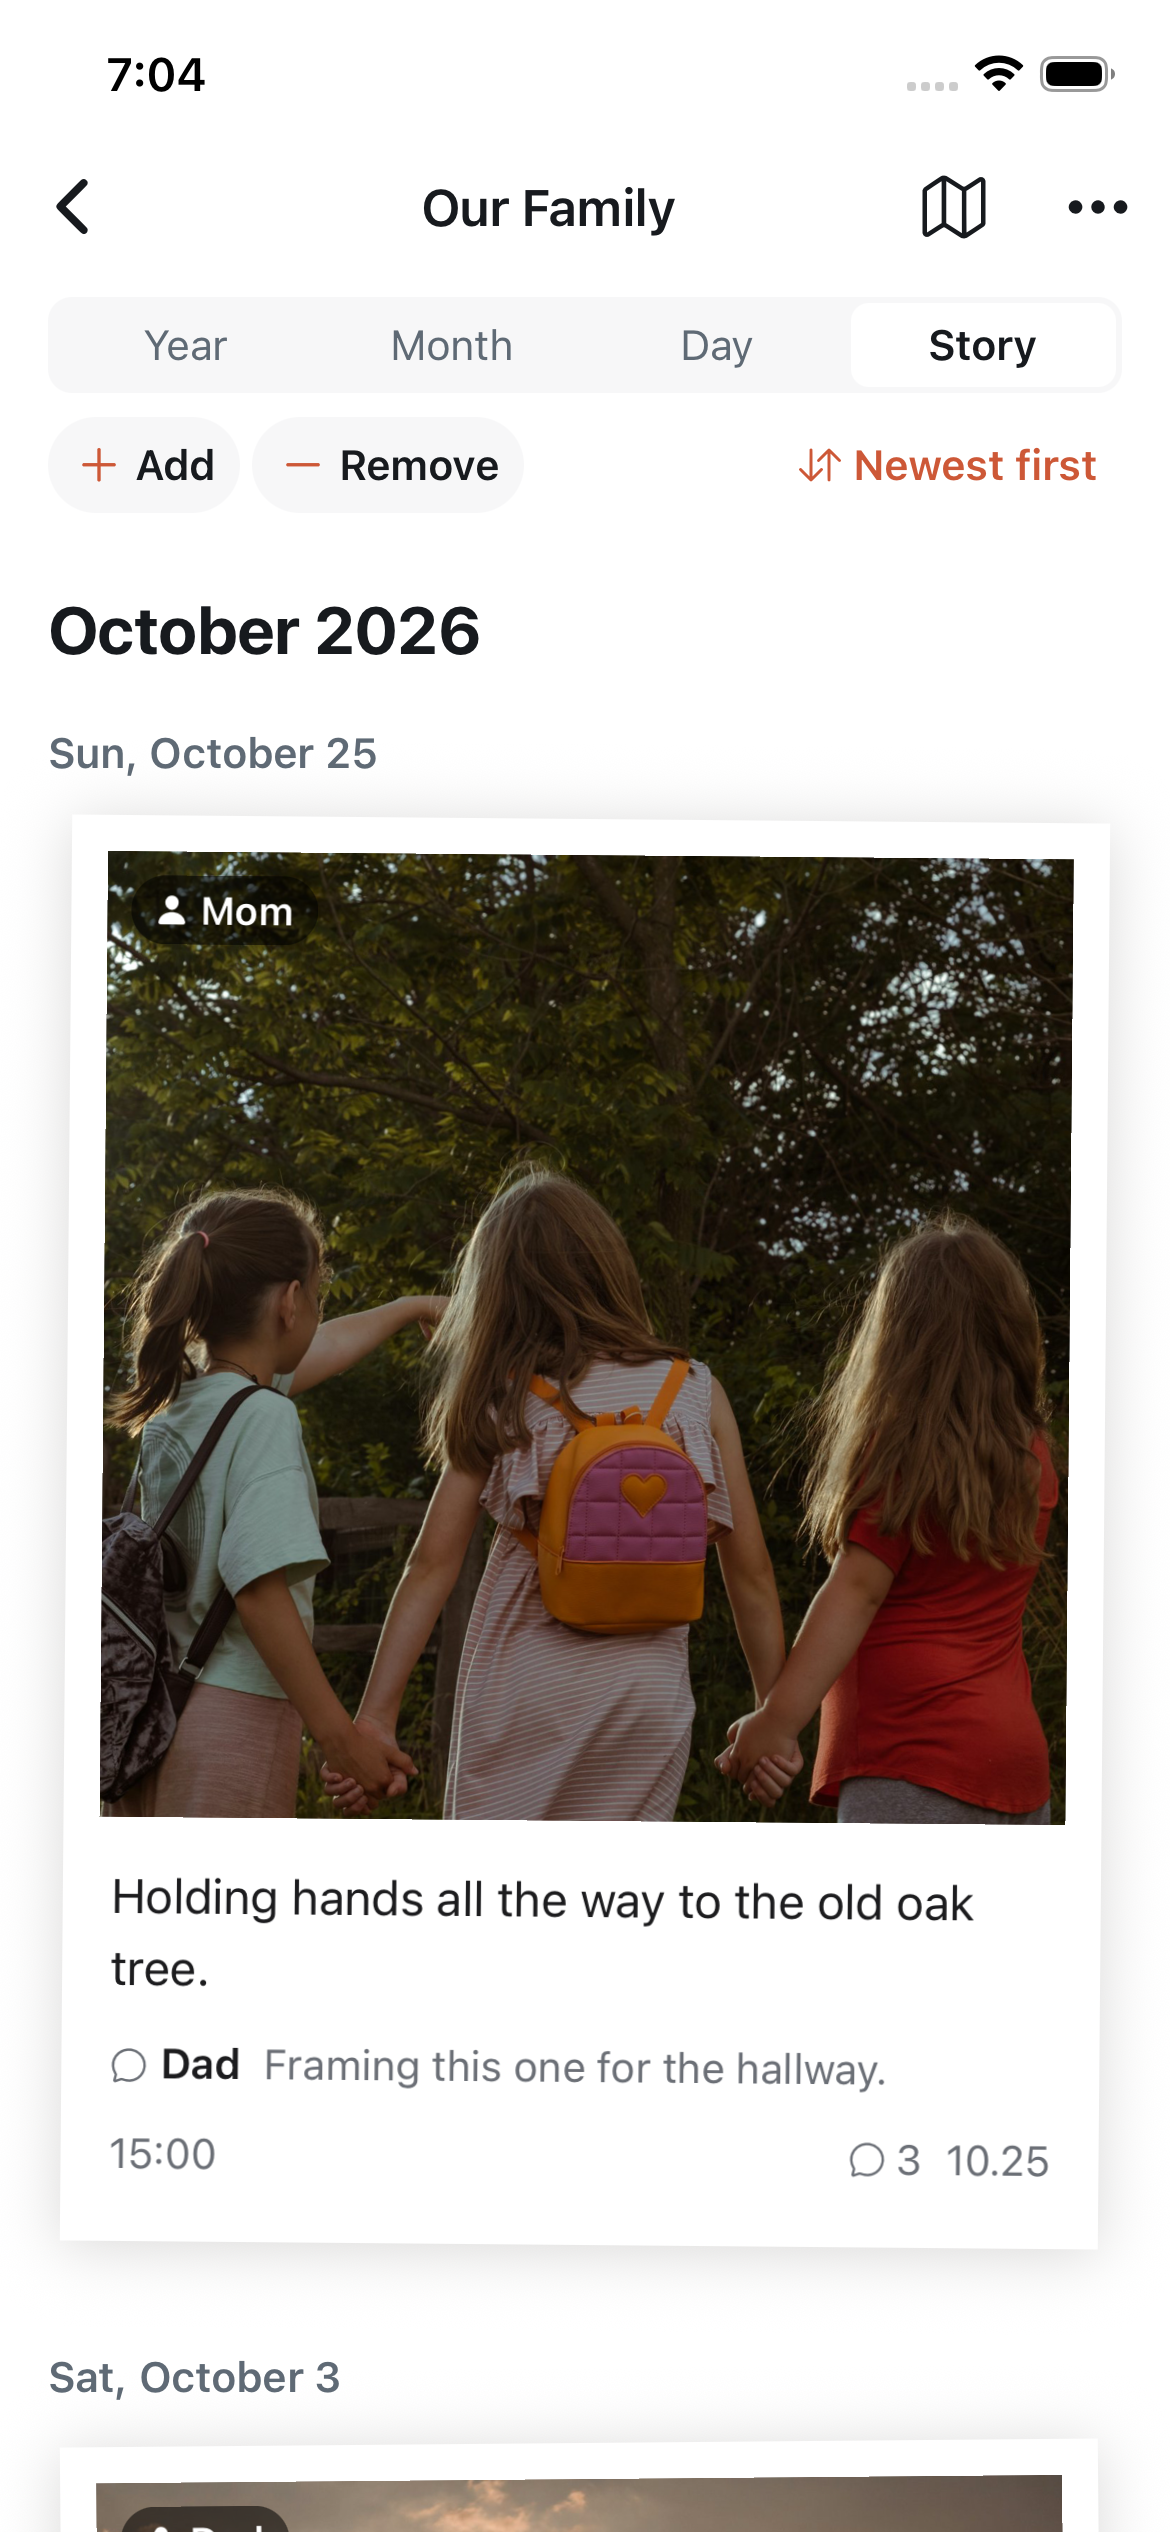 7:04
Our Family
Year Month Day Story
Add Remove Newest first
October 2026
Sun, October 25
Mom
Holding hands all the way to the old oak
tree.
Dad Framing this one for the hallway.
15:00 3 10.25
Sat, October 3